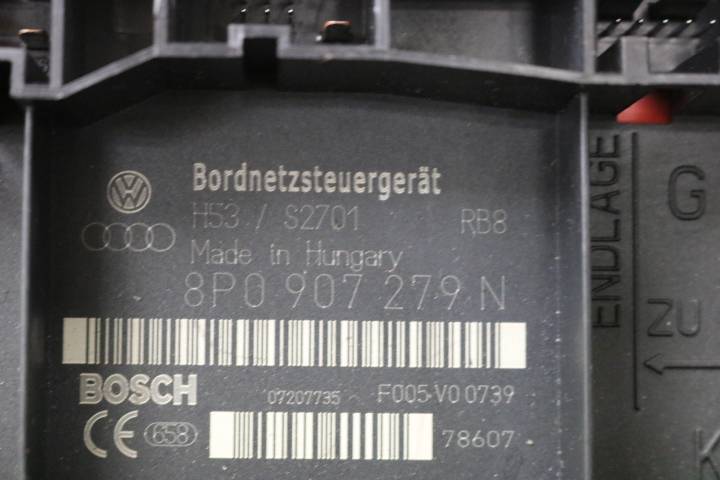 Bordnetzsteuergerät
H53 / S2701 RB8
Made in Hungary
8P0 907 279 N
BOSCH 07207735 F005 V0 0739
CE 658 78607
ENDLAGE
G
ZU
K